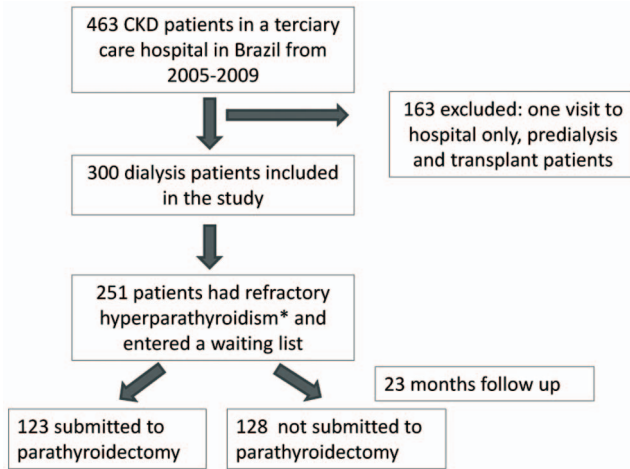 463 CKD patients in a terciary
care hospital in Brazil from
2005-2009
163 excluded: one visit to
hospital only, predialysis
and transplant patients
300 dialysis patients included
in the study
251 patients had refractory
hyperparathyroidism* and
entered a waiting list
23 months follow up
123 submitted to
parathyroidectomy
128 not submitted to
parathyroidectomy